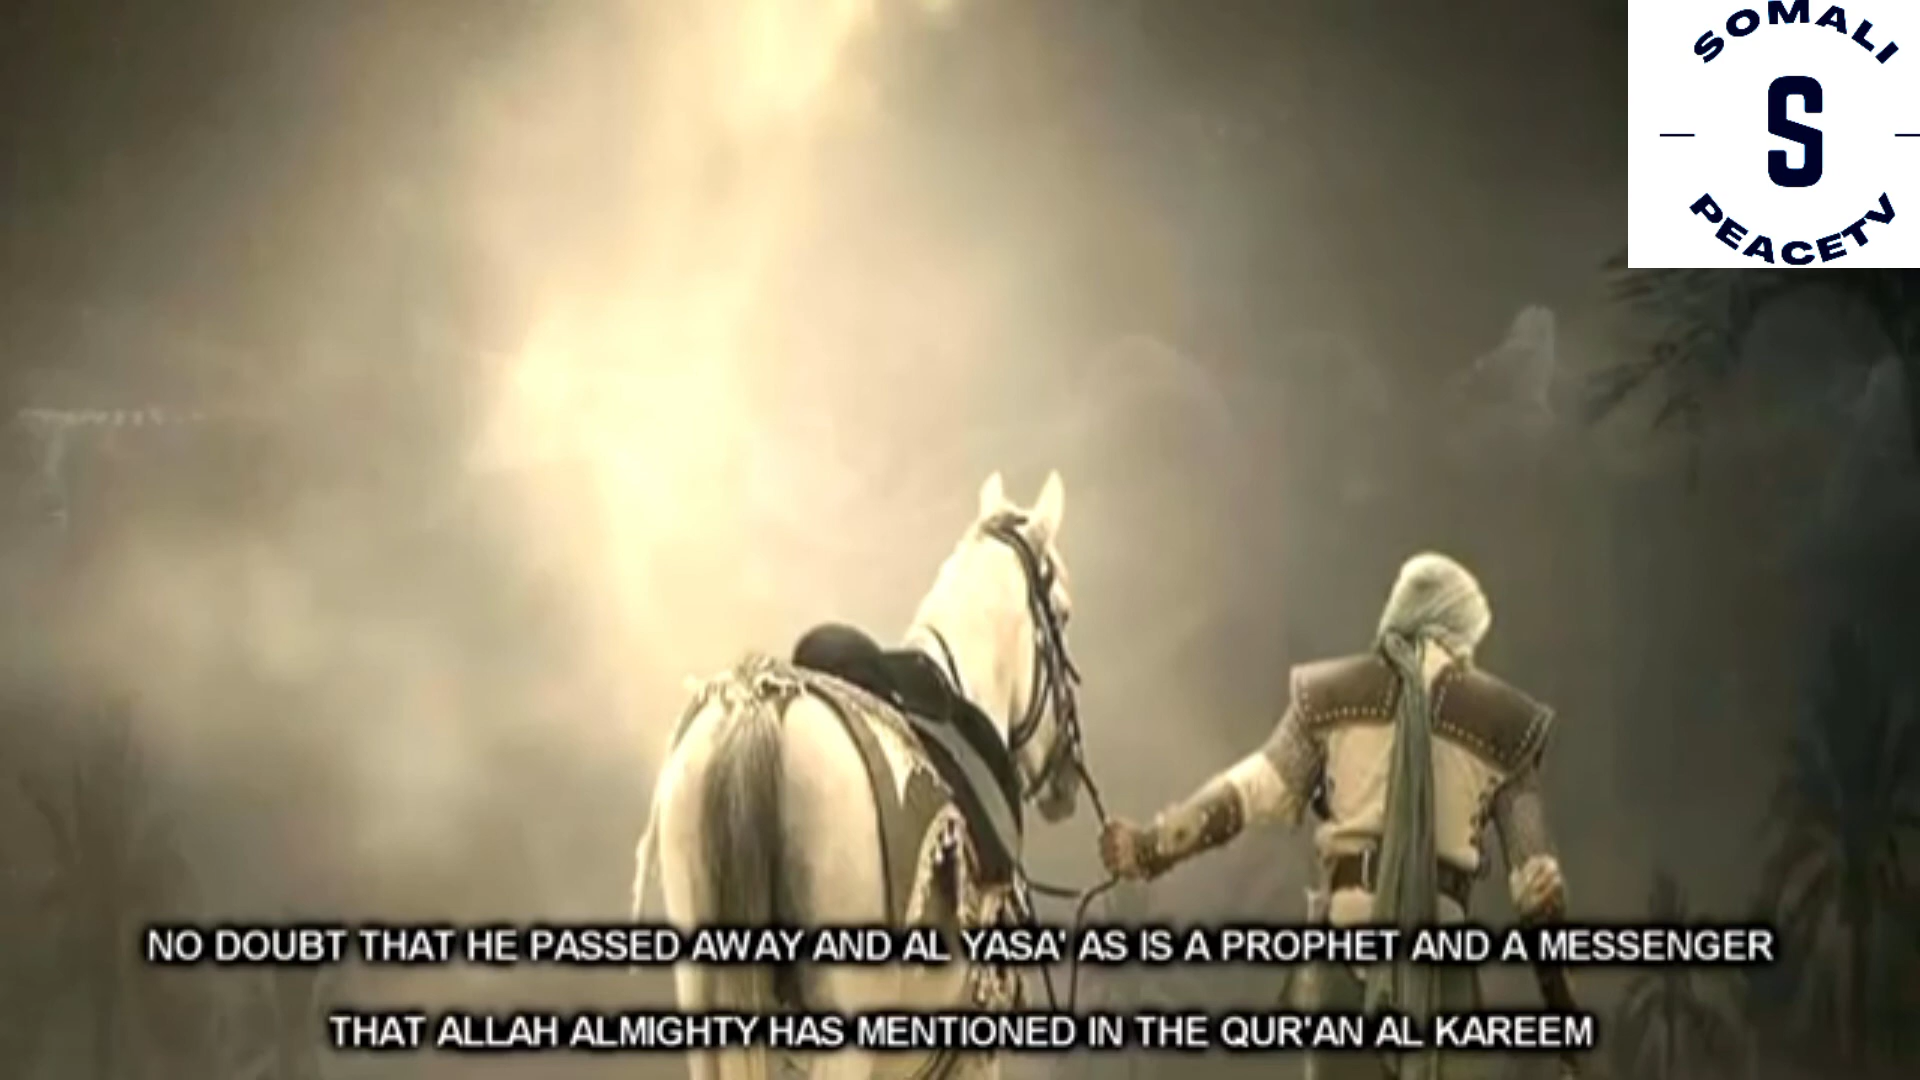 SOMALI
S
PEACETV
NO DOUBT THAT HE PASSED AWAY AND AL YASA' AS IS A PROPHET AND A MESSENGER
THAT ALLAH ALMIGHTY HAS MENTIONED IN THE QUR'AN AL KAREEM